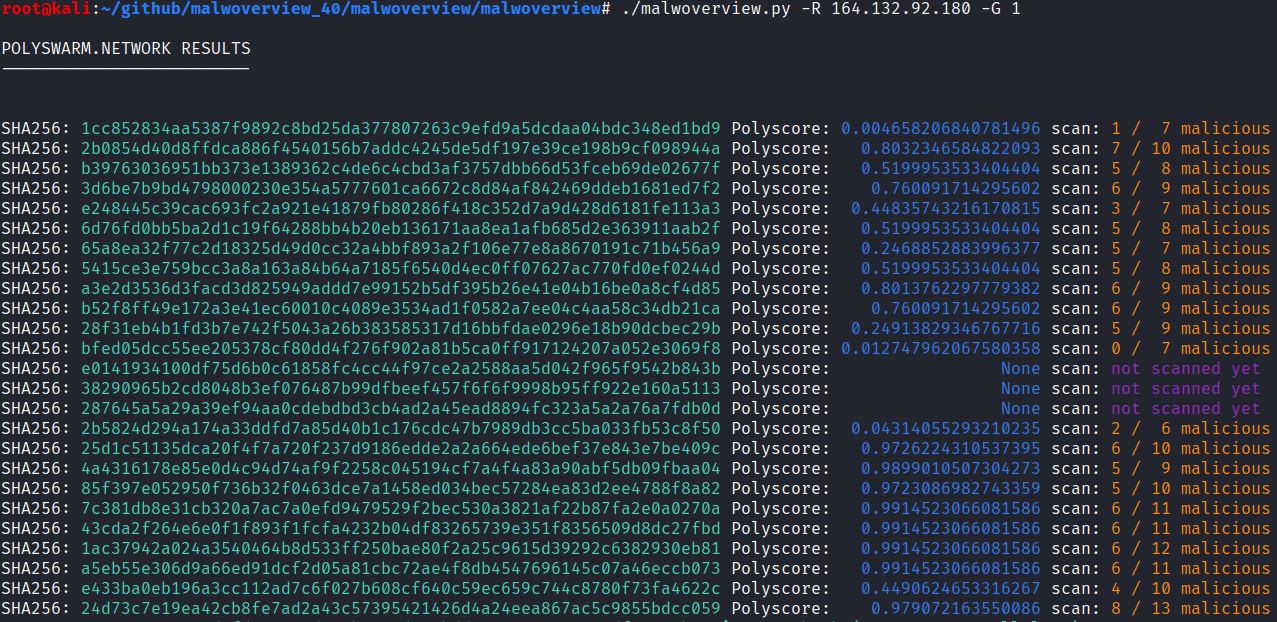 root@kali:~/github/malwoverview_40/malwoverview/malwoverview# ./malwoverview.py -R 164.132.92.180 -G 1
POLYSWARM.NETWORK RESULTS
SHA256: 1cc852834aa5387f9892c8bd25da377807263c9efd9a5dcdaa04bdc348ed1bd9 Polyscore: 0.004658206840781496 scan: 1 / 7 malicious
SHA256: 2b0854d40d8ffdca886f4540156b7addc4245de5df197e39ce198b9cf098944a Polyscore: 0.8032346584822093 scan: 7 / 10 malicious
SHA256: b39763036951bb373e1389362c4de6c4cbd3af3757dbb66d53fceb69de02677f Polyscore: 0.5199953533404404 scan: 5 / 8 malicious
SHA256: 3d6be7b9bd4798000230e354a5777601ca6672c8d84af842469ddeb1681ed7f2 Polyscore: 0.760091714295602 scan: 6 / 9 malicious
SHA256: e248445c39cac693fc2a921e41879fb80286f418c352d7a9d428d6181fe113a3 Polyscore: 0.44835743216170815 scan: 3 / 7 malicious
SHA256: 6d76fd0bb5ba2d1c19f64288bb4b20eb136171aa8ea1afb685d2e363911aab2f Polyscore: 0.5199953533404404 scan: 5 / 8 malicious
SHA256: 65a8ea32f77c2d18325d49d0cc32a4bbf893a2f106e77e8a8670191c71b456a9 Polyscore: 0.2468852883996377 scan: 5 / 7 malicious
SHA256: 5415ce3e759bcc3a8a163a84b64a7185f6540d4ec0ff07627ac770fd0ef0244d Polyscore: 0.5199953533404404 scan: 5 / 8 malicious
SHA256: a3e2d3536d3facd3d825949addd7e99152b5df395b26e41e04b16be0a8cf4d85 Polyscore: 0.8013762297779382 scan: 6 / 9 malicious
SHA256: b52f8ff49e172a3e41ec60010c4089e3534ad1f0582a7ee04c4aa58c34db21ca Polyscore: 0.760091714295602 scan: 6 / 9 malicious
SHA256: 28f31eb4b1fd3b7e742f5043a26b383585317d16bbfdae0296e18b90dcbec29b Polyscore: 0.24913829346767716 scan: 5 / 9 malicious
SHA256: bfed05dcc55ee205378cf80dd4f276f902a81b5ca0ff917124207a052e3069f8 Polyscore: 0.012747962067580358 scan: 0 / 7 malicious
SHA256: e0141934100df75d6b0c61858fc4cc44f97ce2a2588aa5d042f965f9542b843b Polyscore: None scan: not scanned yet
SHA256: 38290965b2cd8048b3ef076487b99dfbeef457f6f6f9998b95ff922e160a5113 Polyscore: None scan: not scanned yet
SHA256: 287645a5a29a39ef94aa0cdebdbd3cb4ad2a45ead8894fc323a5a2a76a7fdb0d Polyscore: None scan: not scanned yet
SHA256: 2b5824d294a174a33ddfd7a85d40b1c176cdc47b7989db3cc5ba033fb53c8f50 Polyscore: 0.04314055293210235 scan: 2 / 6 malicious
SHA256: 25d1c51135dca20f4f7a720f237d9186edde2e2a664ede6bef37e843e7be409c Polyscore: 0.9726224310537395 scan: 6 / 10 malicious
SHA256: 4a4316178e85e0d4c94d74af9f2258c045194cf7a4f4a83a90abf5db09fbaa04 Polyscore: 0.9899010507304273 scan: 5 / 9 malicious
SHA256: 85f397e052950f736b32f0463dce7a1458ed034bec57284ea83d2ee4788f8a82 Polyscore: 0.9723086982743359 scan: 5 / 10 malicious
SHA256: 7c381db8e31cb320a7ac7a0efd9479529f2bec530a3821af22b87fa2e0a0270a Polyscore: 0.9914523066081586 scan: 6 / 11 malicious
SHA256: 43cda2f264e6e0f1f893f1fcfa4232b04df83265739e351f8356509d8dc27fbd Polyscore: 0.9914523066081586 scan: 6 / 11 malicious
SHA256: 1ac37942a024a3540464b8d533ff250bae80f2a25c9615d39292c6382930eb81 Polyscore: 0.9914523066081586 scan: 6 / 12 malicious
SHA256: a5eb55e306d9a66ed91dcf2d05a81cbc72ae4f8db4547696145c07a46eccb073 Polyscore: 0.9914523066081586 scan: 6 / 11 malicious
SHA256: e433ba0eb196a3cc112ad7c6f027b608cf640c59ec659c744c8780f73fa4622c Polyscore: 0.4490624653316267 scan: 4 / 10 malicious
SHA256: 24d73c7e19ea42cb8fe7ad2a43c57395421426d4a24eea867ac5c9855bdcc059 Polyscore: 0.979072163550086 scan: 8 / 13 malicious